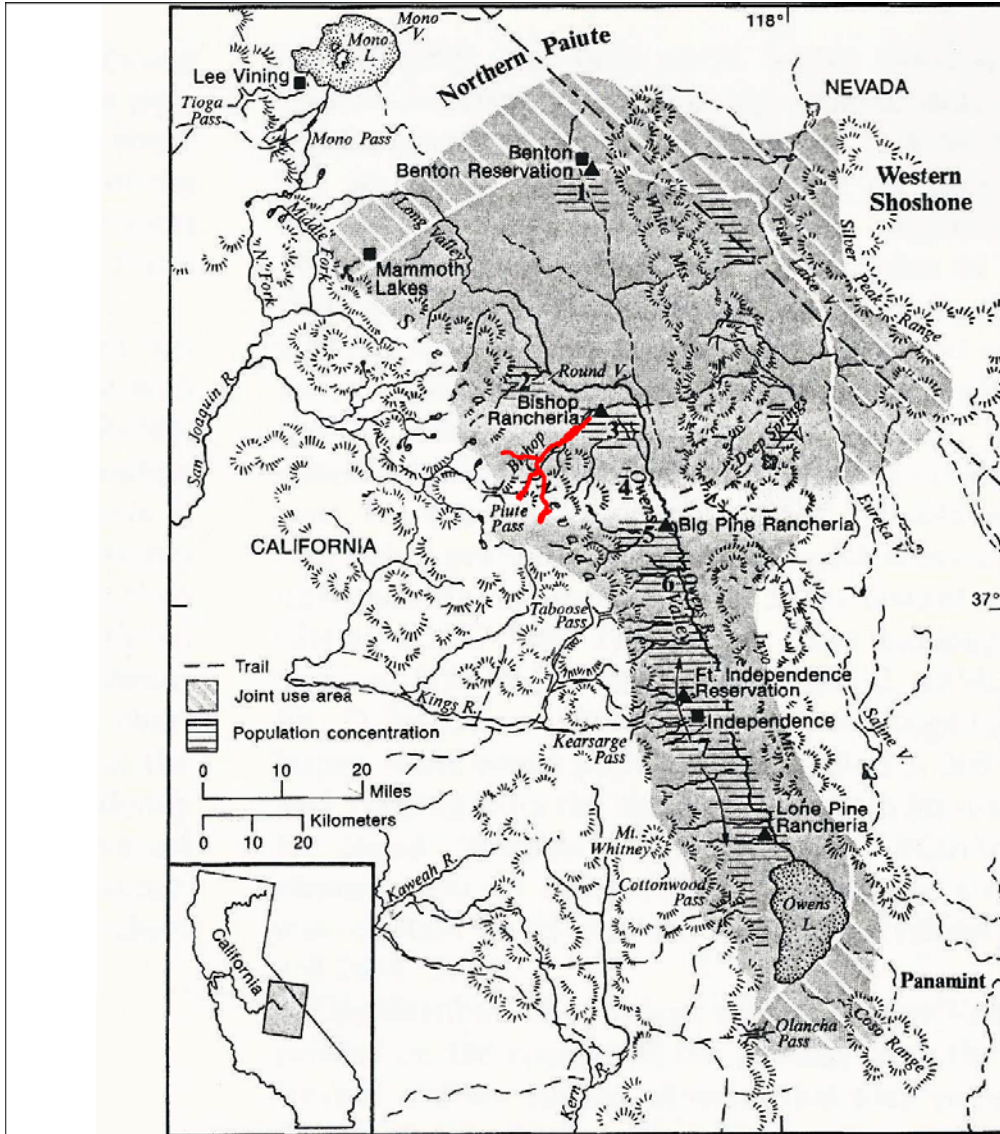 118°
Mono V.
Mono
L.
Lee Vining
Tioga
Pass
Mono Pass
Northern Paiute
NEVADA
Benton
Benton Reservation
1
Western
Shoshone
White
Mts.
Fish
Lake V.
Silver
Peak
Range
Middle
Fork
N. Fork
Long Valley
Mammoth
Lakes
Sierra
Nevada
San
Joaquin R.
2
Round V.
Bishop
Rancheria
3
Bishop
Deep Springs
V.
4
Owens
Valley
Owens R.
Piute
Pass
5
Big Pine Rancheria
Eureka
V.
CALIFORNIA
6
37°
Taboose
Pass
Inyo
Mts.
Trail
Joint use area
Population concentration
0 10 20
Miles
0 10 20
Kilometers
Kings R.
Ft. Independence
Reservation
Independence
Kearsarge
Pass
7
Saline V.
Lone Pine
Rancheria
Mt.
Whitney
Kaweah R.
Cottonwood
Pass
Owens
L.
California
Panamint
Olancha
Pass
Coso Range
Kern
R.